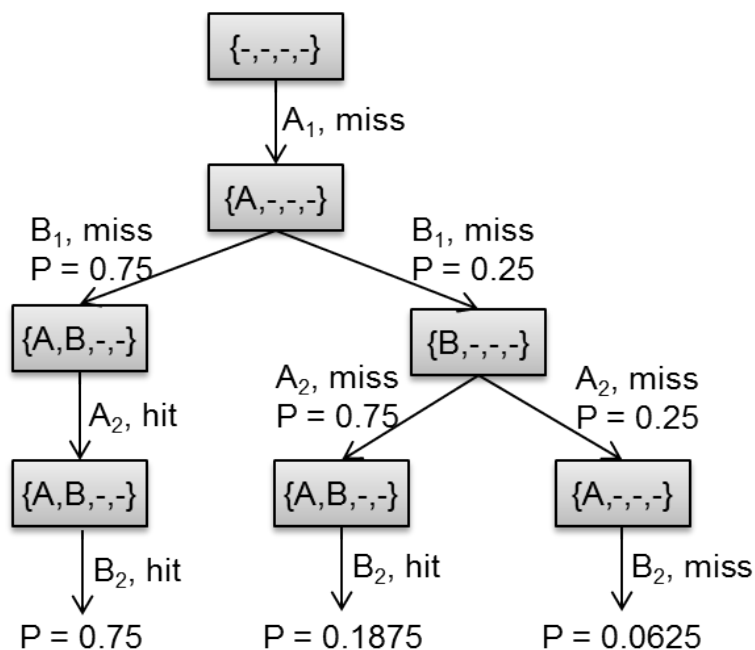 {-,-,-,-}
A₁, miss
{A,-,-,-}
B₁, miss
P = 0.75
B₁, miss
P = 0.25
{A,B,-,-}
{B,-,-,-}
A₂, hit
A₂, miss
P = 0.75
A₂, miss
P = 0.25
{A,B,-,-}
{A,B,-,-}
{A,-,-,-}
B₂, hit
B₂, hit
B₂, miss
P = 0.75
P = 0.1875
P = 0.0625